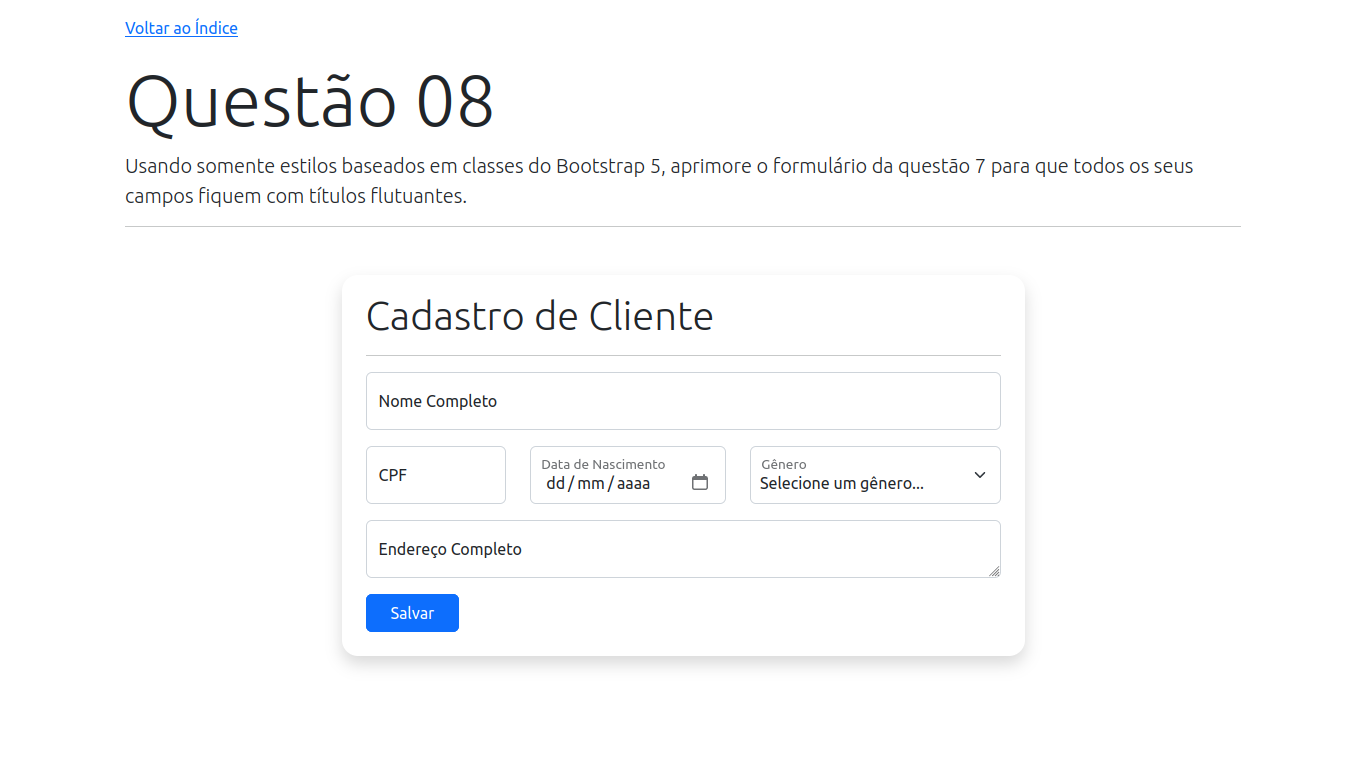 Voltar ao Índice
Questão 08
Usando somente estilos baseados em classes do Bootstrap 5, aprimore o formulário da questão 7 para que todos os seus
campos fiquem com títulos flutuantes.
Cadastro de Cliente
Nome Completo
CPF
Data de Nascimento
dd/mm/aaaa
Gênero
Selecione um gênero...
Endereço Completo
Salvar